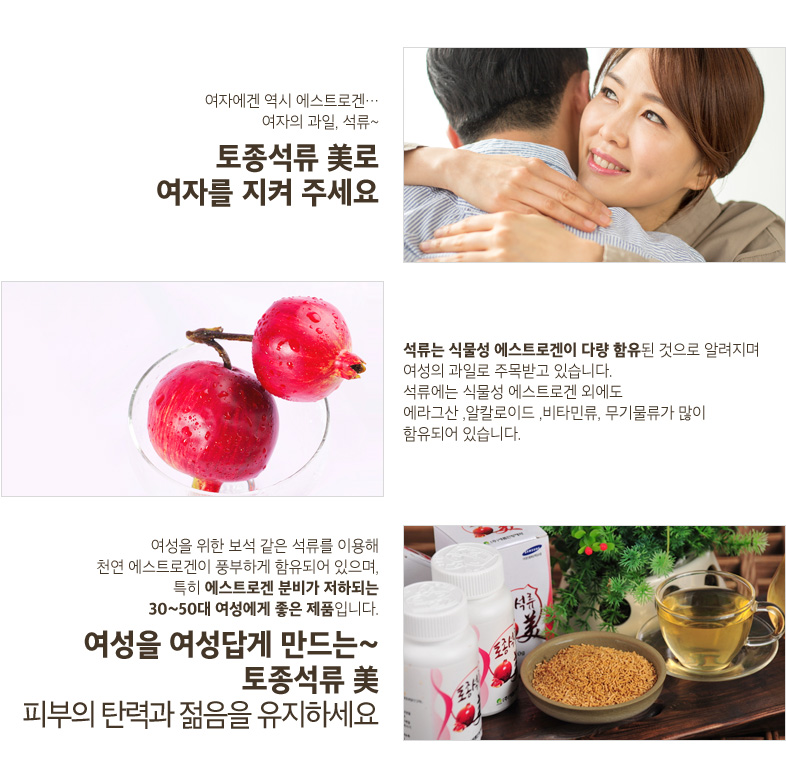 여자에겐 역시 에스트로겐…
여자의 과일, 석류~
토종석류 美로
여자를 지켜 주세요
석류는 식물성 에스트로겐이 다량 함유된 것으로 알려지며
여성의 과일로 주목받고 있습니다.
석류에는 식물성 에스트로겐 외에도
에라그산 ,알칼로이드 ,비타민류, 무기물류가 많이
함유되어 있습니다.
여성을 위한 보석 같은 석류를 이용해
천연 에스트로겐이 풍부하게 함유되어 있으며,
특히 에스트로겐 분비가 저하되는
30~50대 여성에게 좋은 제품입니다.
여성을 여성답게 만드는~
토종석류 美
피부의 탄력과 젊음을 유지하세요
석류
美
토종석
토종석